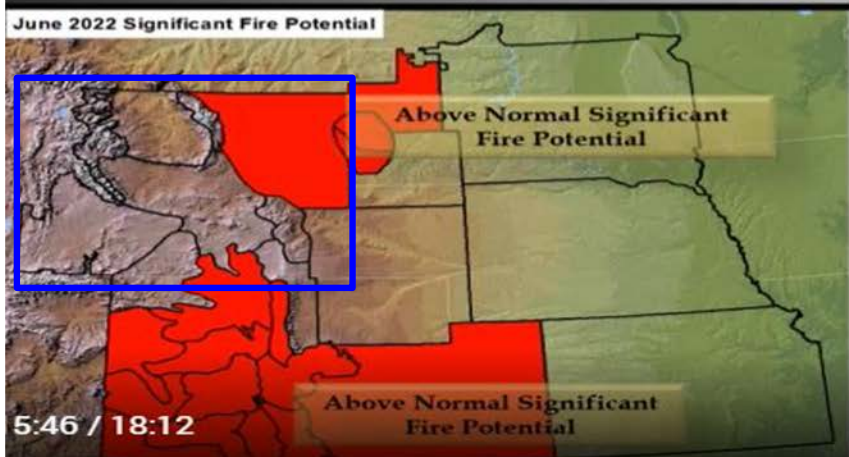 June 2022 Significant Fire Potential
Above Normal Significant
Fire Potential
Above Normal Significant
Fire Potential
5:46 / 18:12